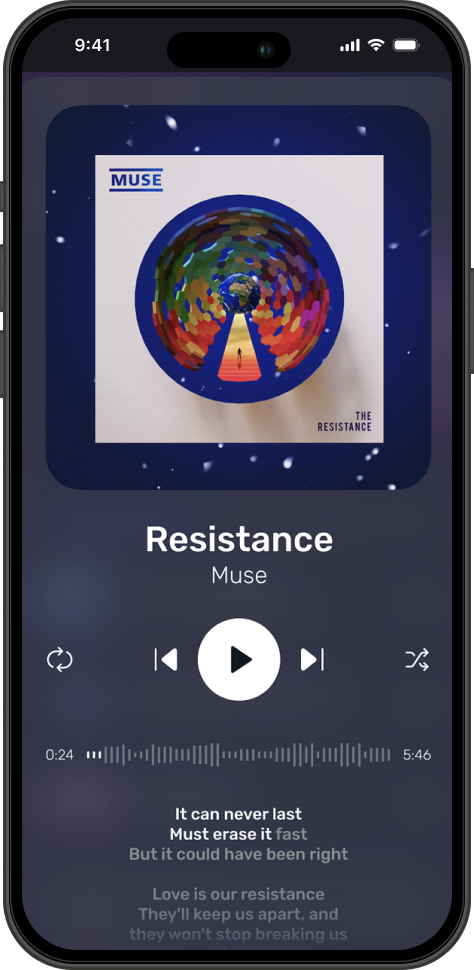 9:41
MUSE
THE
RESISTANCE
Resistance
Muse
0:24
5:46
It can never last
Must erase it fast
But it could have been right
Love is our resistance
They'll keep us apart, and
they won't stop breaking us